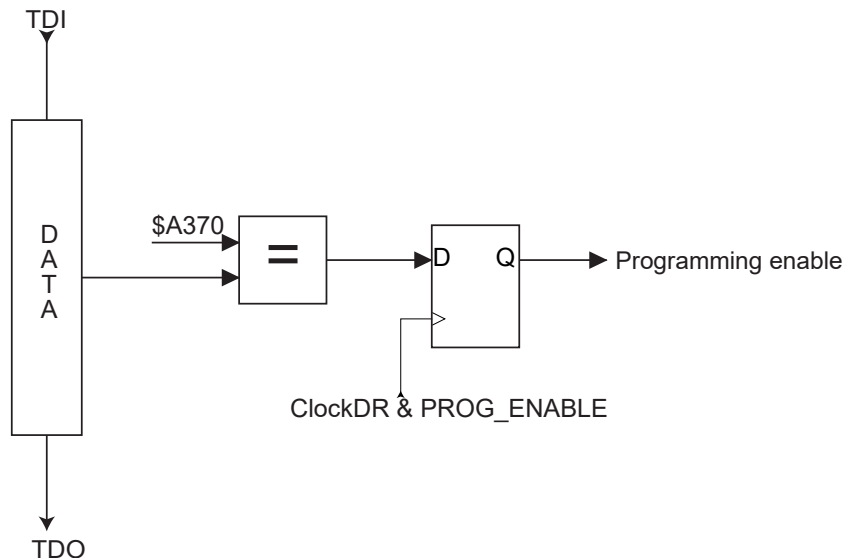 TDI
D
A
T
A
$A370
=
D
Q
Programming enable
ClockDR & PROG_ENABLE
TDO